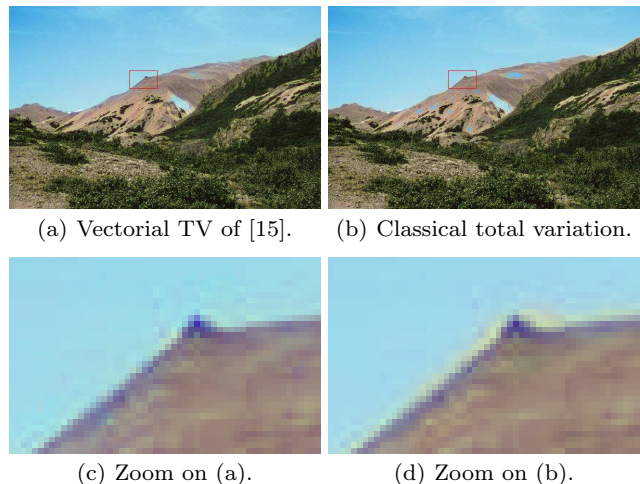 (a) Vectorial TV of [15].
(b) Classical total variation.
(c) Zoom on (a).
(d) Zoom on (b).